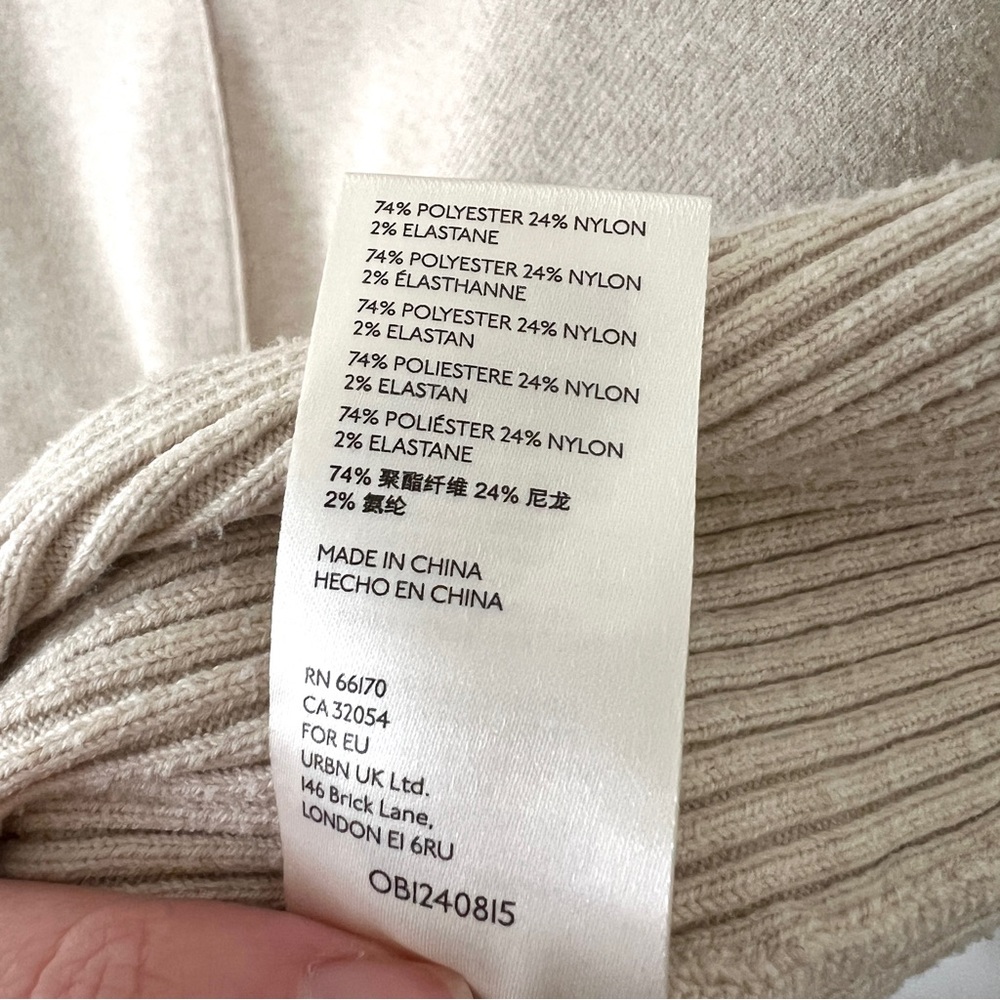 74% POLYESTER 24% NYLON
2% ELASTANE
74% POLYESTER 24% NYLON
2% ÉLASTHANNE
74% POLYESTER 24% NYLON
2% ELASTAN
74% POLIESTERE 24% NYLON
2% ELASTAN
74% POLIÉSTER 24% NYLON
2% ELASTANE
74% 聚酯纤维 24% 尼龙
2% 氨纶
MADE IN CHINA
HECHO EN CHINA
RN 66170
CA 32054
FOR EU
URBN UK Ltd.
146 Brick Lane,
LONDON E1 6RU
OB1240815